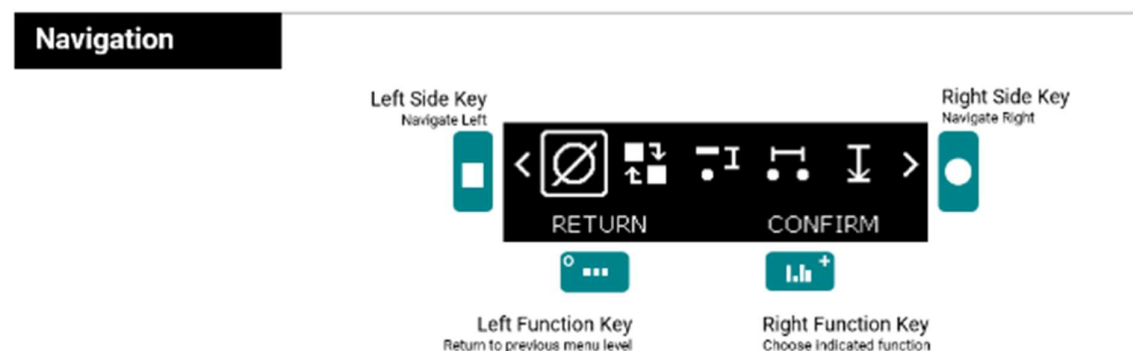 Navigation
Left Side Key
Navigate Left
Right Side Key
Navigate Right
RETURN
CONFIRM
Left Function Key
Return to previous menu level
Right Function Key
Choose indicated function